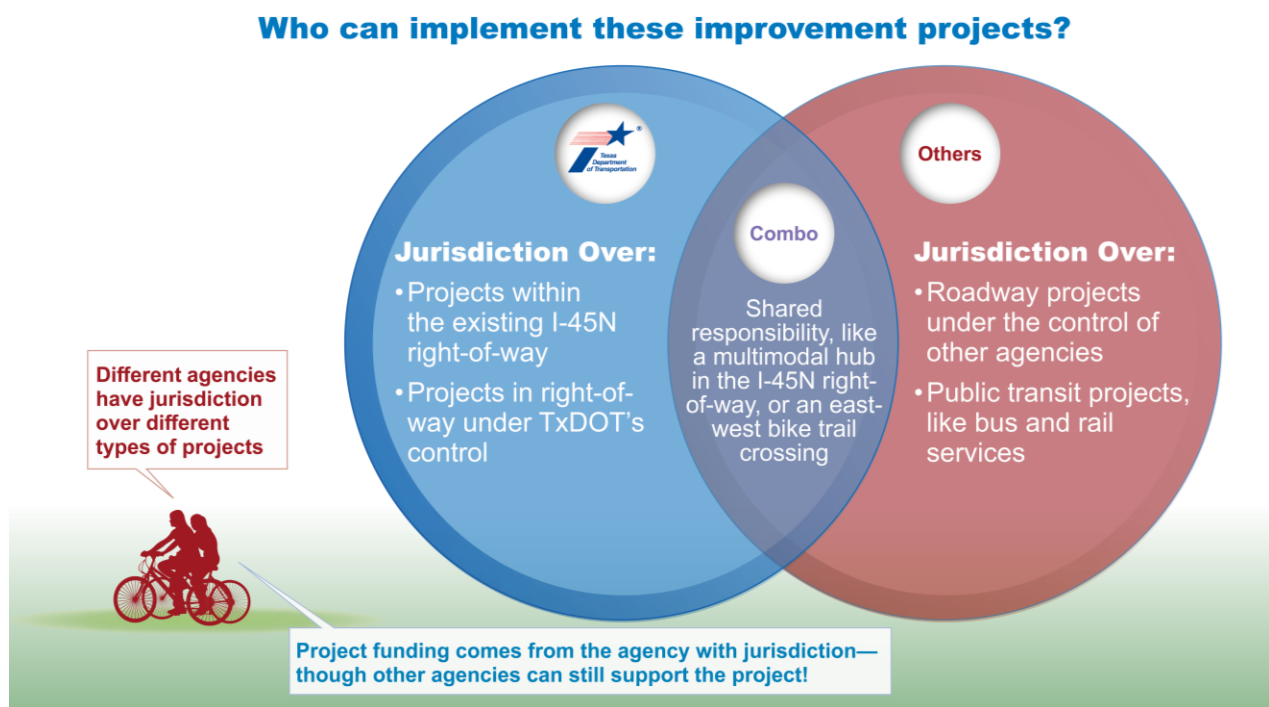 Who can implement these improvement projects?
®
Texas
Department
of Transportation
Jurisdiction Over:
•Projects within
the existing I-45N
right-of-way
•Projects in right-of-
way under TxDOT's
control
Combo
Shared
responsibility, like
a multimodal hub
in the I-45N right-
of-way, or an east-
west bike trail
crossing
Others
Jurisdiction Over:
•Roadway projects
under the control of
other agencies
•Public transit projects,
like bus and rail
services
Different agencies
have jurisdiction
over different
types of projects
Project funding comes from the agency with jurisdiction—
though other agencies can still support the project!